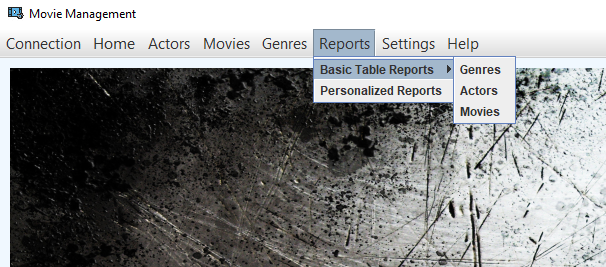 Movie Management
Connection Home Actors Movies Genres Reports Settings Help
Basic Table Reports Genres
Personalized Reports Actors
Movies